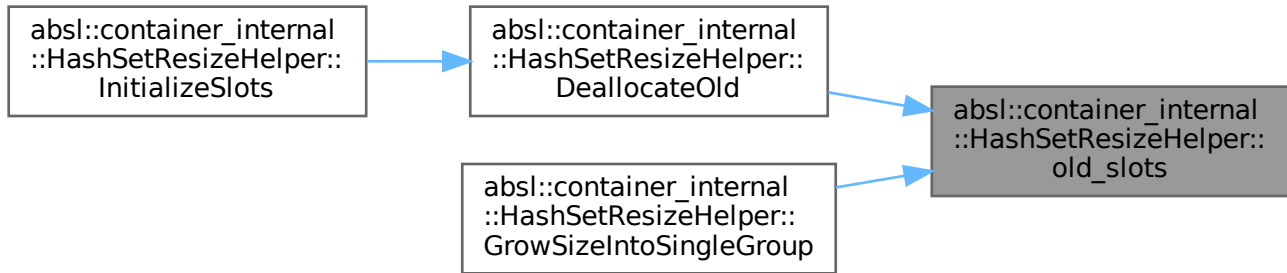 absl::container_internal
::HashSetResizeHelper::
InitializeSlots
absl::container_internal
::HashSetResizeHelper::
DeallocateOld
absl::container_internal
::HashSetResizeHelper::
old_slots
absl::container_internal
::HashSetResizeHelper::
GrowSizeIntoSingleGroup